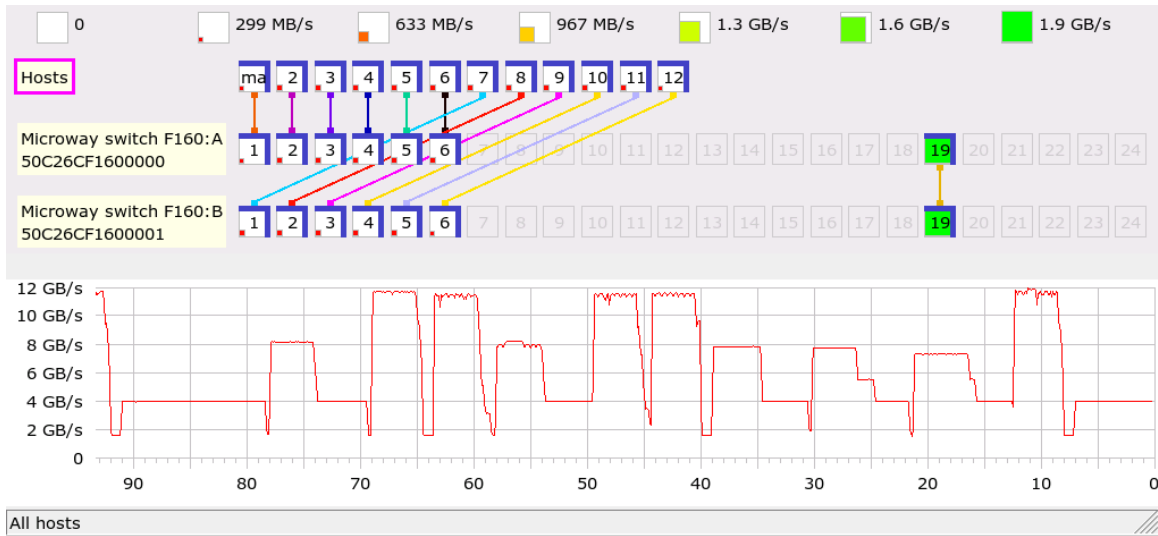 0 299 MB/s 633 MB/s 967 MB/s 1.3 GB/s 1.6 GB/s 1.9 GB/s
Hosts ma 2 3 4 5 6 7 8 9 10 11 12
Microway switch F160:A
50C26CF1600000
1 2 3 4 5 6 7 8 9 10 11 12 13 14 15 16 17 18 19 20 21 22 23 24
Microway switch F160:B
50C26CF1600001
1 2 3 4 5 6 7 8 9 10 11 12 13 14 15 16 17 18 19 20 21 22 23 24
12 GB/s
10 GB/s
8 GB/s
6 GB/s
4 GB/s
2 GB/s
0
90 80 70 60 50 40 30 20 10 0
All hosts